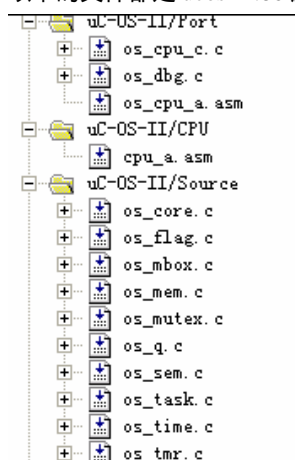 uC-OS-II/Port
os_cpu_c.c
os_dbg.c
os_cpu_a.asm
uC-OS-II/CPU
cpu_a.asm
uC-OS-II/Source
os_core.c
os_flag.c
os_mbox.c
os_mem.c
os_mutex.c
os_q.c
os_sem.c
os_task.c
os_time.c
os_tmr.c